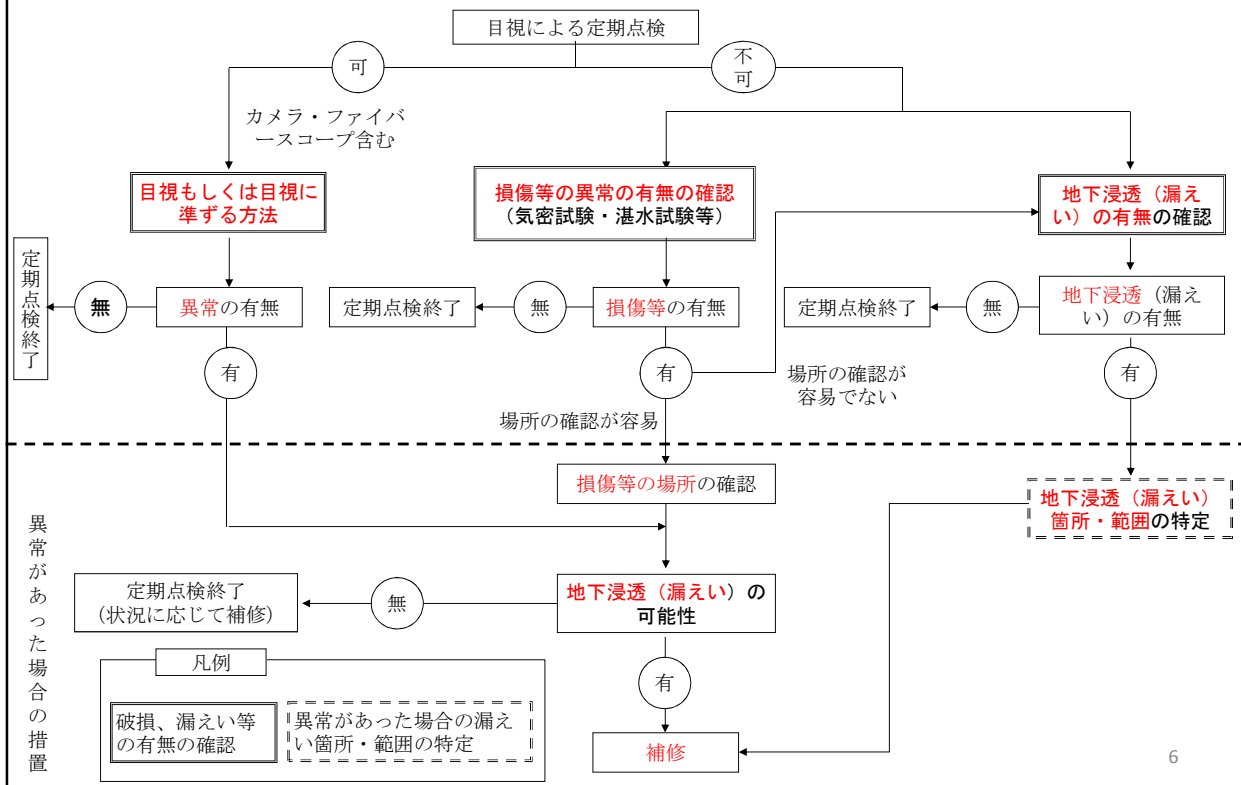 目視による定期点検
可
不
可
カメラ・ファイバ
ースコープ含む
目視もしくは目視に
準ずる方法
損傷等の異常の有無の確認
（気密試験・湛水試験等）
地下浸透（漏え
い）の有無の確認
定期点検終了
無
異常の有無
定期点検終了
無
損傷等の有無
定期点検終了
無
地下浸透（漏え
い）の有無
有
有
場所の確認が
容易でない
有
場所の確認が容易
損傷等の場所の確認
地下浸透（漏えい）
箇所・範囲の特定
異常があった場合の措置
定期点検終了
(状況に応じて補修)
無
地下浸透（漏えい）の
可能性
凡例
有
破損、漏えい等
の有無の確認
異常があった場合の漏え
い箇所・範囲の特定
補修
6